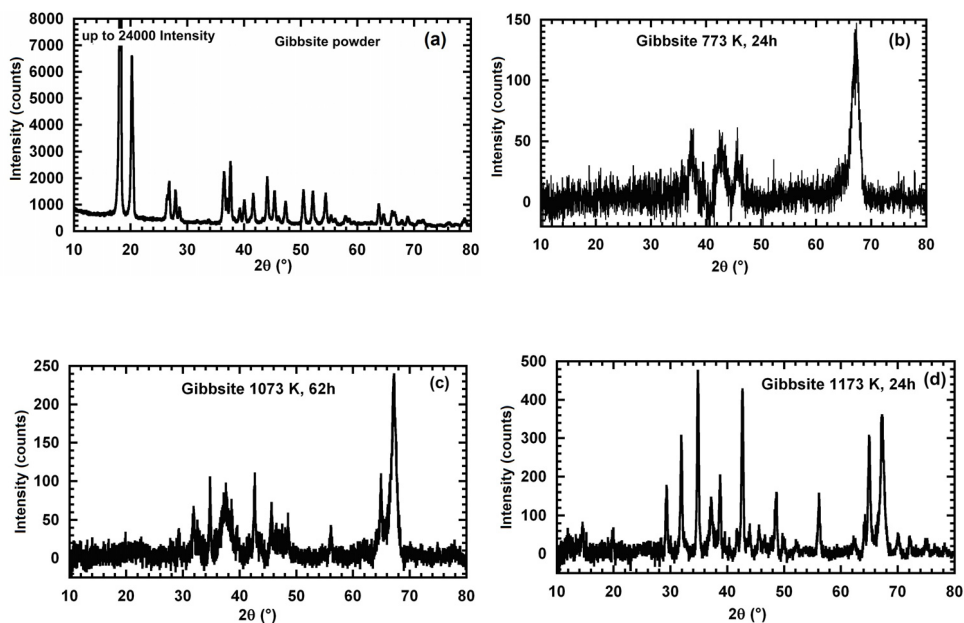 up to 24000 Intensity
Gibbsite powder
(a)
8000
7000
6000
5000
4000
3000
2000
1000
0
Intensity (counts)
10 20 30 40 50 60 70 80
2θ (°)
Gibbsite 773 K, 24h
(b)
150
100
50
0
Intensity (counts)
10 20 30 40 50 60 70 80
2θ (°)
Gibbsite 1073 K, 62h
(c)
250
200
150
100
50
0
Intensity (counts)
10 20 30 40 50 60 70 80
2θ (°)
Gibbsite 1173 K, 24h
(d)
500
400
300
200
100
0
Intensity (counts)
10 20 30 40 50 60 70 80
2θ (°)